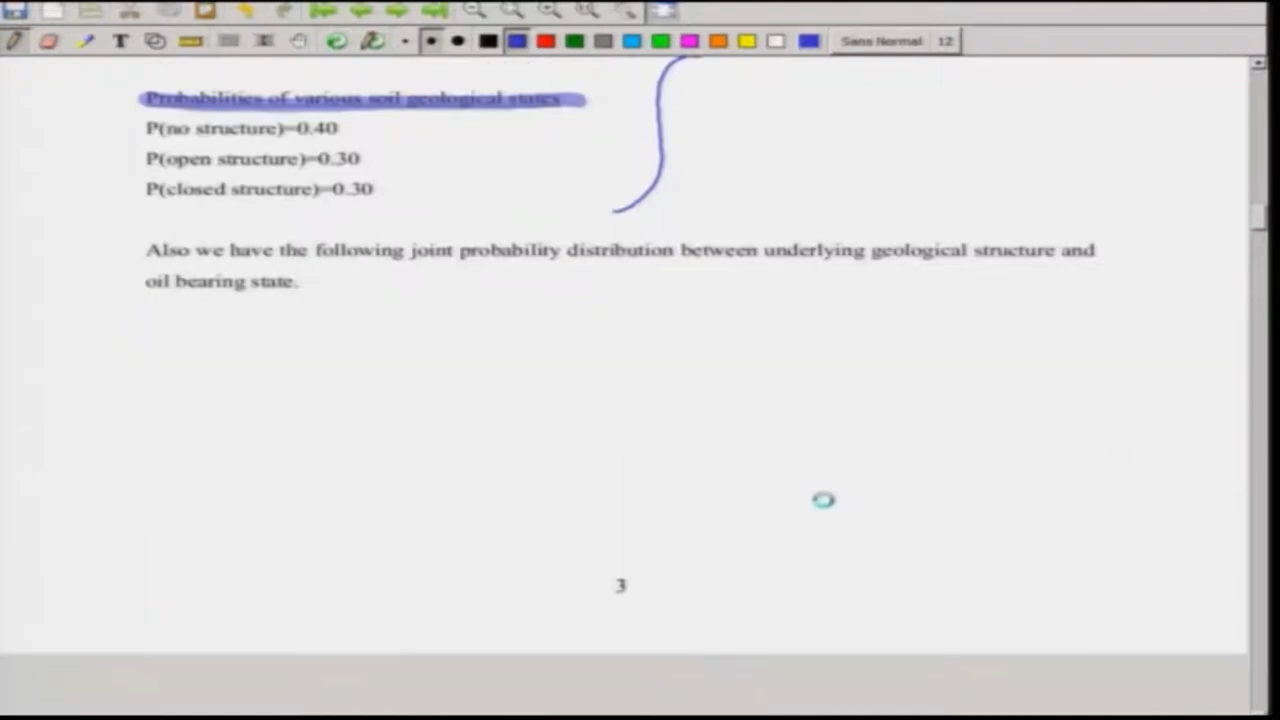 Sans Normal 12
Probabilities of various soil geological states
P(no structure)=0.40
P(open structure)=0.30
P(closed structure)=0.30
Also we have the following joint probability distribution between underlying geological structure and
oil bearing state.
3